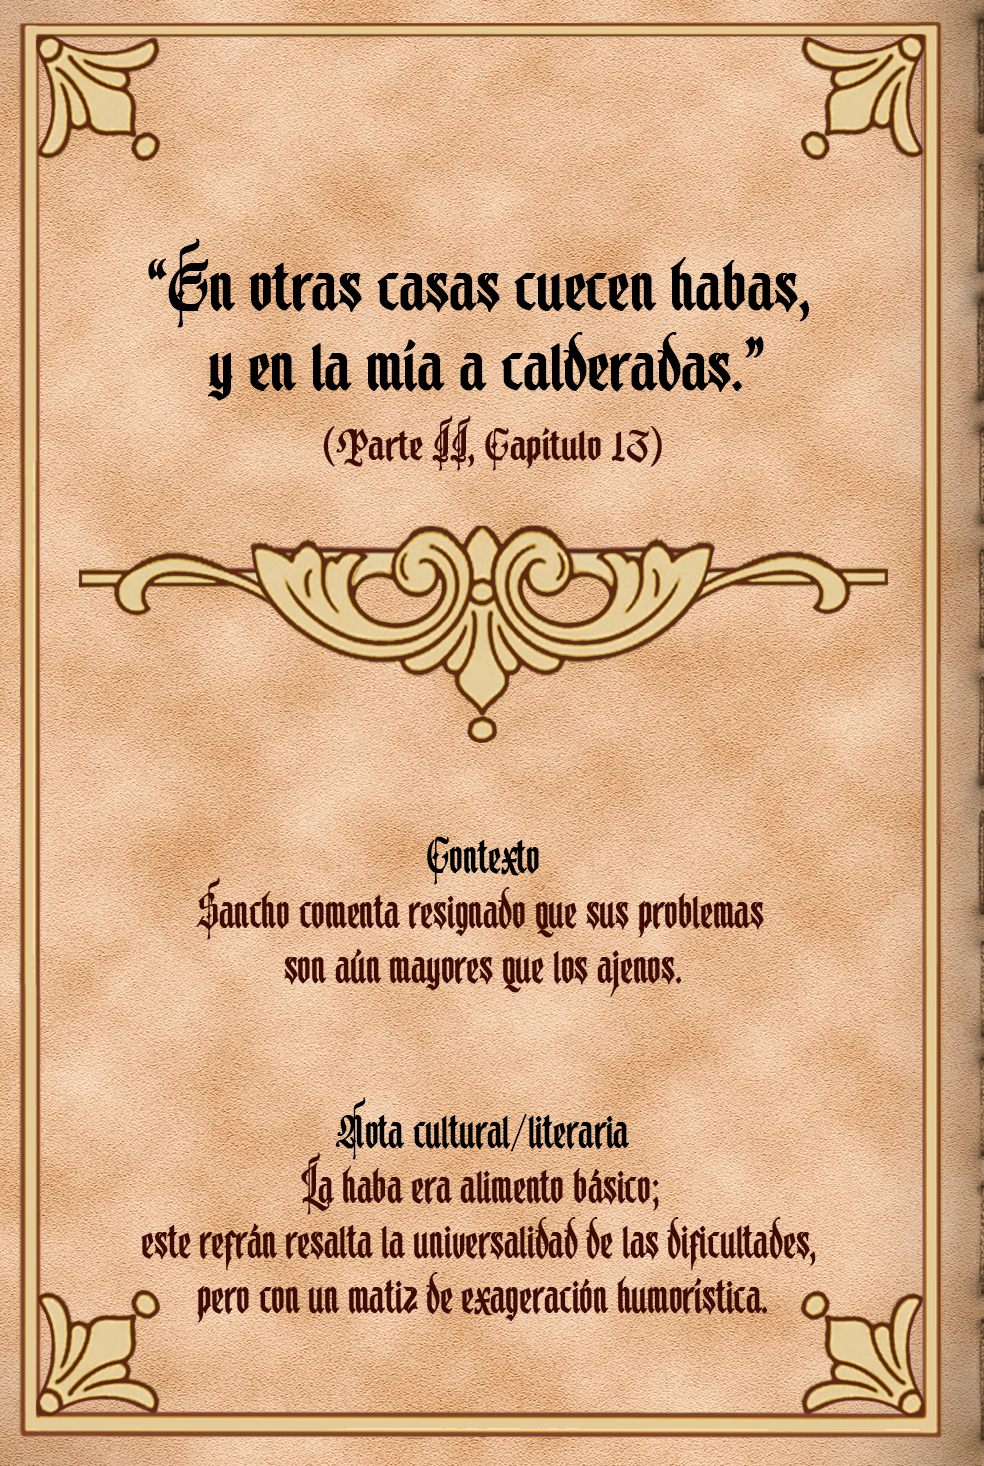 “En otras casas cuecen habas,
y en la mía a calderadas.”
(Parte II, Capítulo 13)
Contexto
Sancho comenta resignado que sus problemas
son aún mayores que los ajenos.
Nota cultural/literaria
La haba era alimento básico;
este refrán resalta la universalidad de las dificultades,
pero con un matiz de exageración humorística.